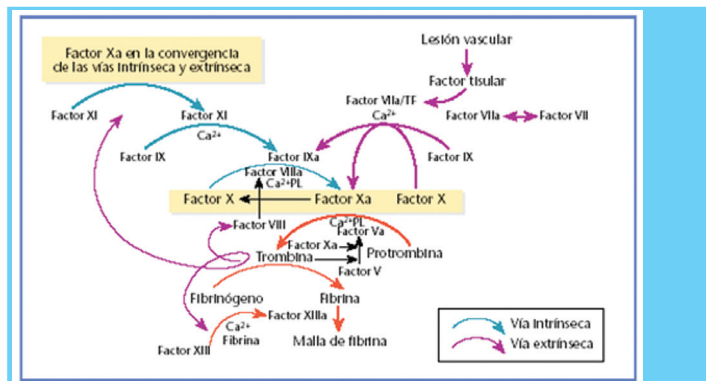 Factor Xa en la convergencia
de las vías intrínseca y extrínseca
Lesión vascular
Factor tisular
Factor VIIa/TF
Ca²⁺
Factor VIIa
Factor VII
Factor XI
Factor XI
Ca²⁺
Factor IX
Factor IXa
Factor IX
Factor VIIIa
Ca²⁺PL
Factor X
Factor Xa
Factor X
Factor VIII
Ca²⁺PL
Factor Va
Factor Xa
Trombina
Protrombina
Factor V
Fibrinógeno
Fibrina
Factor XIIIa
Ca²⁺
Fibrina
Factor XIII
Malla de fibrina
Vía intrínseca
Vía extrínseca